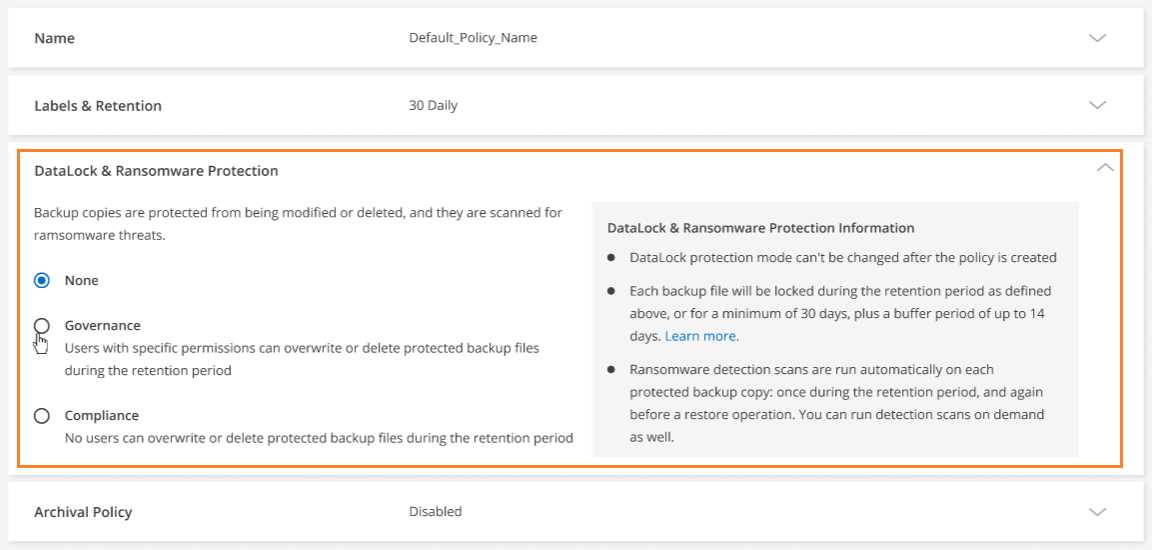 Name
Default_Policy_Name
Labels & Retention
30 Daily
DataLock & Ransomware Protection
Backup copies are protected from being modified or deleted, and they are scanned for
ramsomware threats.
None
Governance
Users with specific permissions can overwrite or delete protected backup files
during the retention period
Compliance
No users can overwrite or delete protected backup files during the retention period
DataLock & Ransomware Protection Information
DataLock protection mode can't be changed after the policy is created
Each backup file will be locked during the retention period as defined
above, or for a minimum of 30 days, plus a buffer period of up to 14
days. Learn more.
Ransomware detection scans are run automatically on each
protected backup copy: once during the retention period, and again
before a restore operation. You can run detection scans on demand
as well.
Archival Policy
Disabled